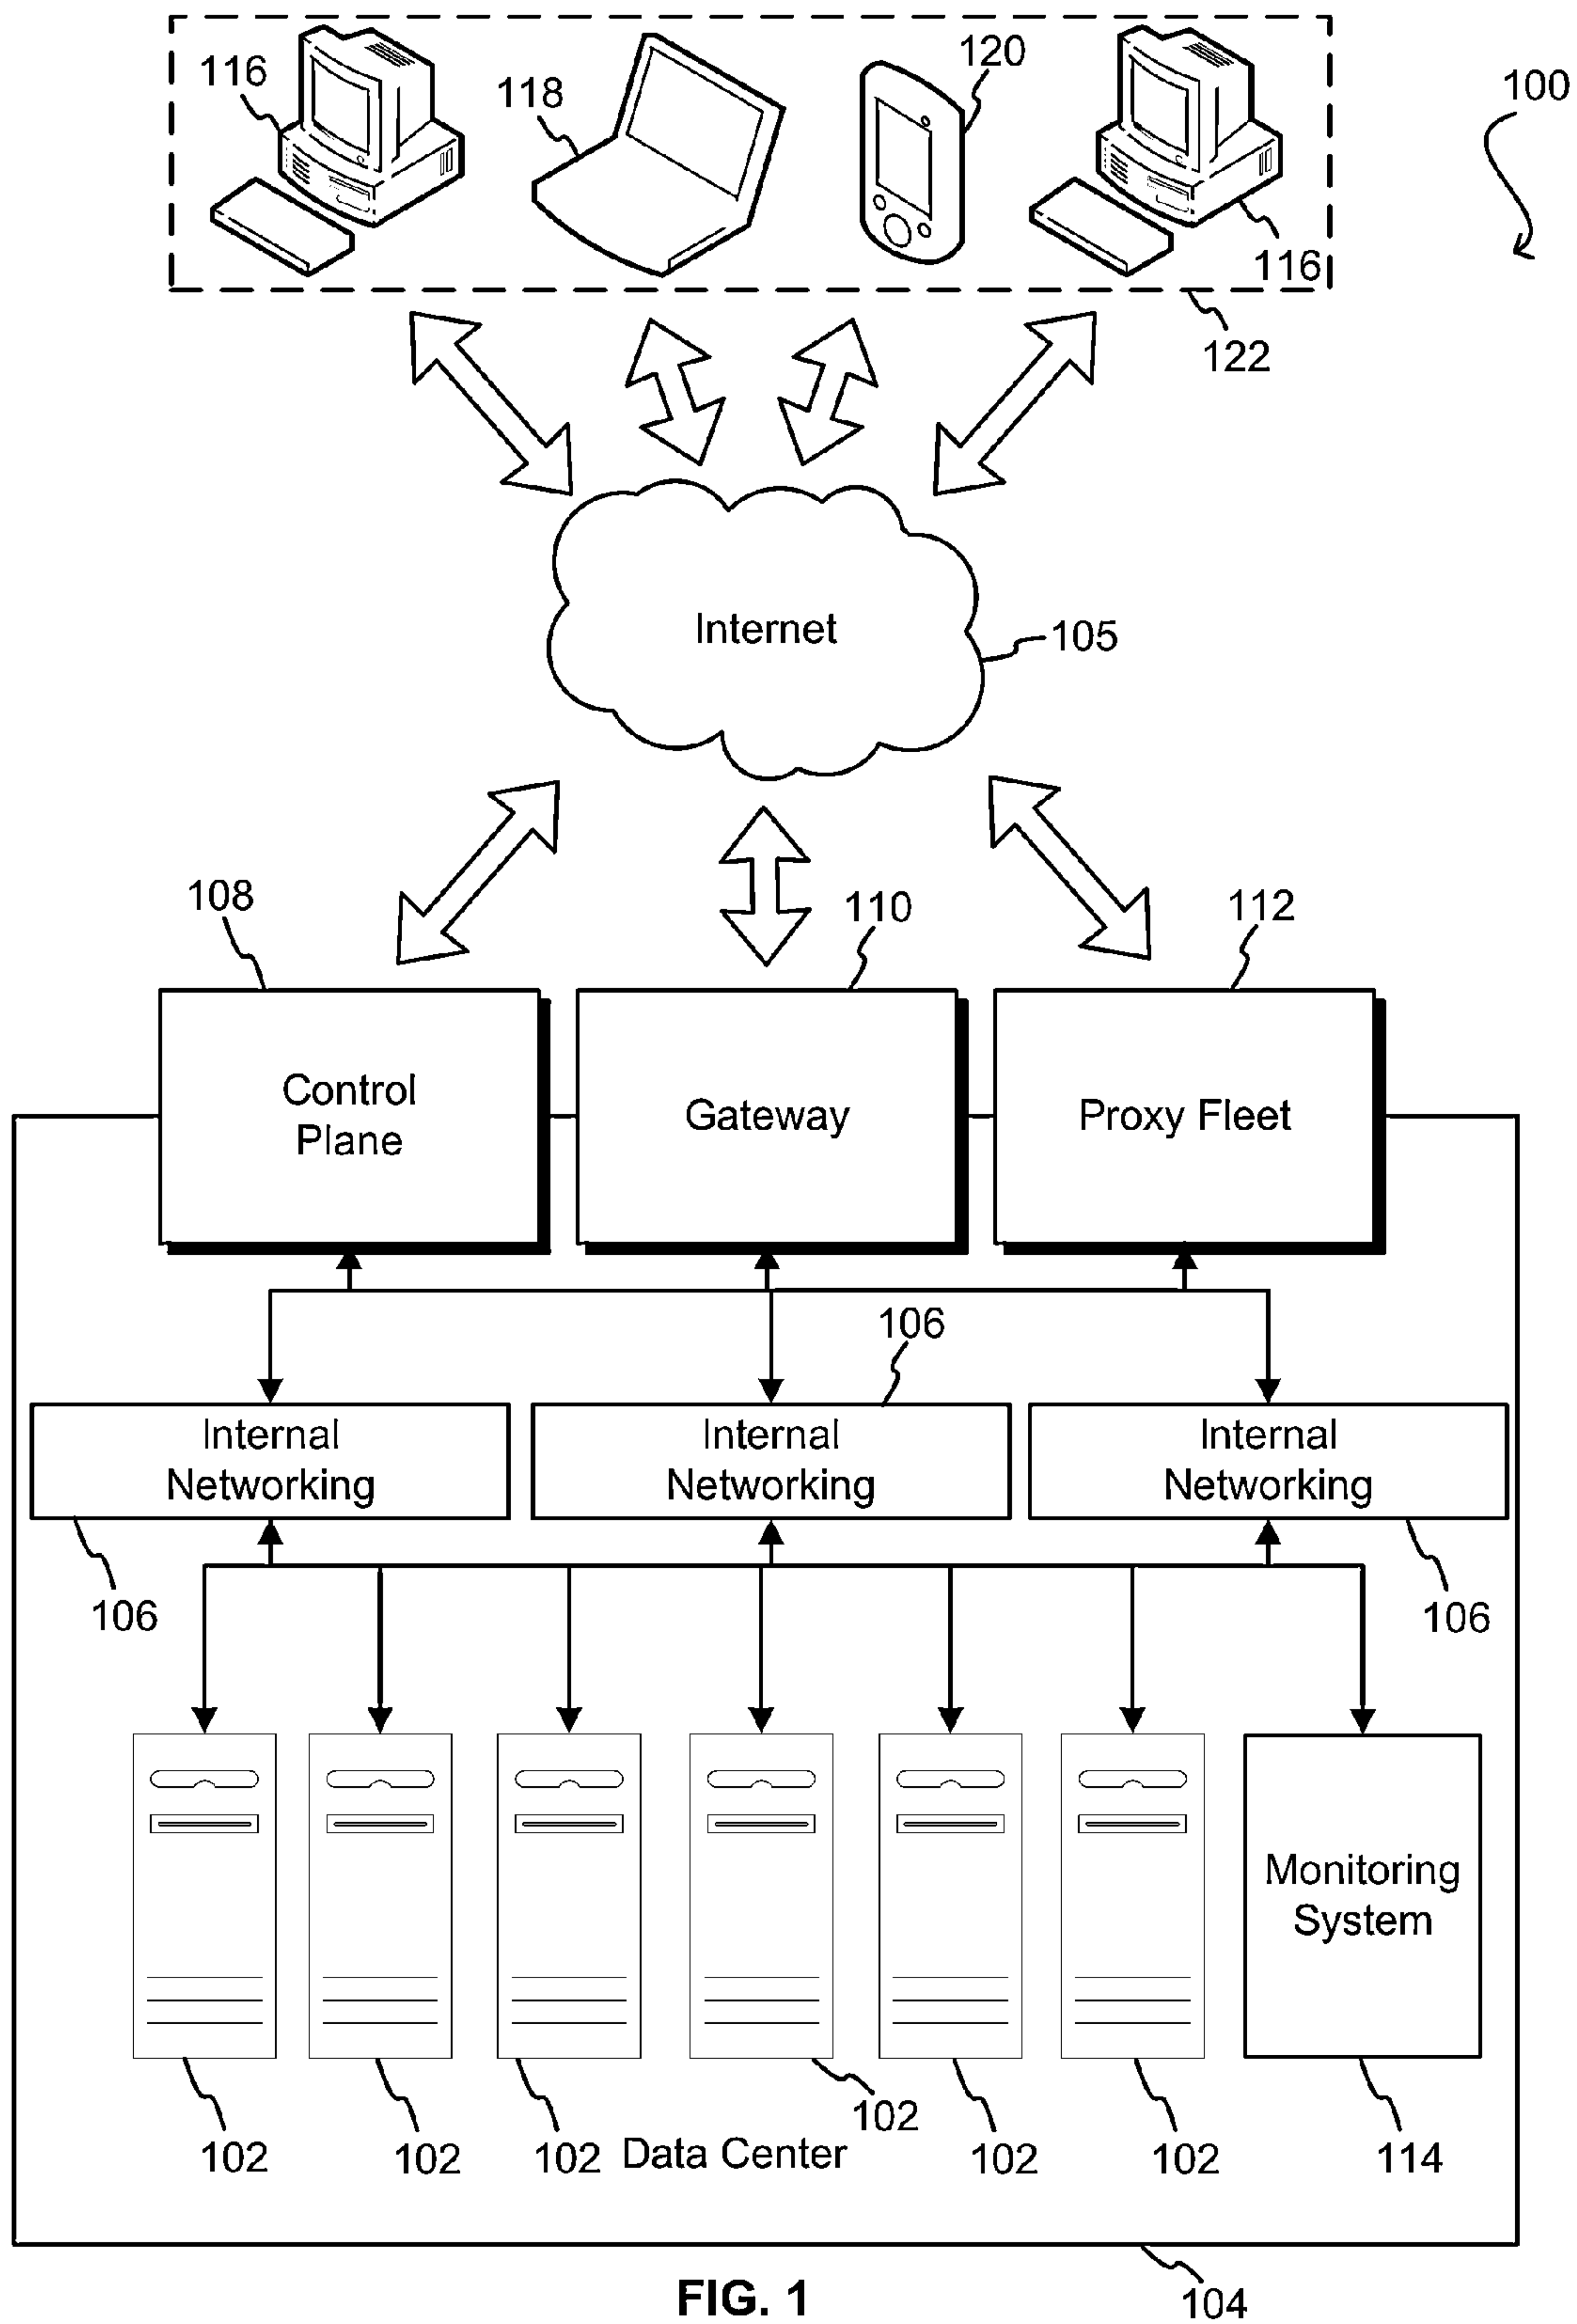 116
118
120
100
116
122
Internet
105
108
110
112
Control
Plane
Gateway
Proxy Fleet
106
Internal
Networking
Internal
Networking
Internal
Networking
106
106
Monitoring
System
102
102
102
102
Data Center
102
102
114
FIG. 1
104